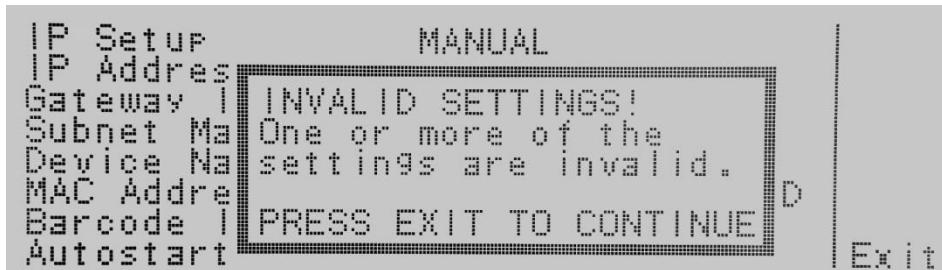 IP Setup MANUAL
IP Addres
Gateway I INVALID SETTINGS!
Subnet Ma One or more of the
Device Na settings are invalid.
MAC Addre D
Barcode I PRESS EXIT TO CONTINUE
Autostart Exit